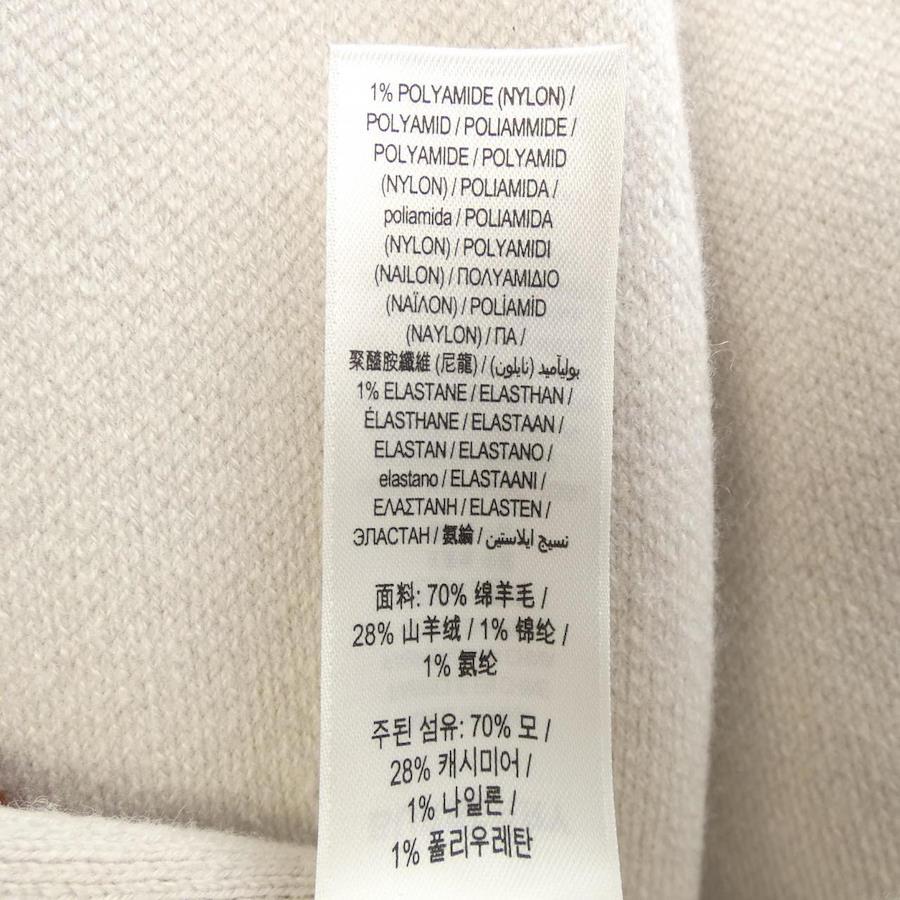 1% POLYAMIDE (NYLON) /
POLYAMID / POLIAMMIDE /
POLYAMIDE / POLYAMID
(NYLON) / POLIAMIDA /
poliamida / POLIAMIDA
(NYLON) / POLYAMIDI
(NAILON) / ΠΟΛΥΑΜΙΔΙΟ
(ΝΑΪΛΟΝ) / POLİAMİD
(NAYLON) / ПА /
聚醯胺纖維 (尼龍) / بوليآميد (نايلون)
1% ELASTANE / ELASTHAN /
ÉLASTHANE / ELASTAAN /
ELASTAN / ELASTANO /
elastano / ELASTAANI /
ΕΛΑΣΤΑΝΗ / ELASTEN /
ЭЛАСТАН / 氨綸 / نسيج ايلاستين
面料: 70% 绵羊毛 /
28% 山羊绒 / 1% 锦纶 /
1% 氨纶
주된 섬유: 70% 모 /
28% 캐시미어 /
1% 나일론 /
1% 폴리우레탄